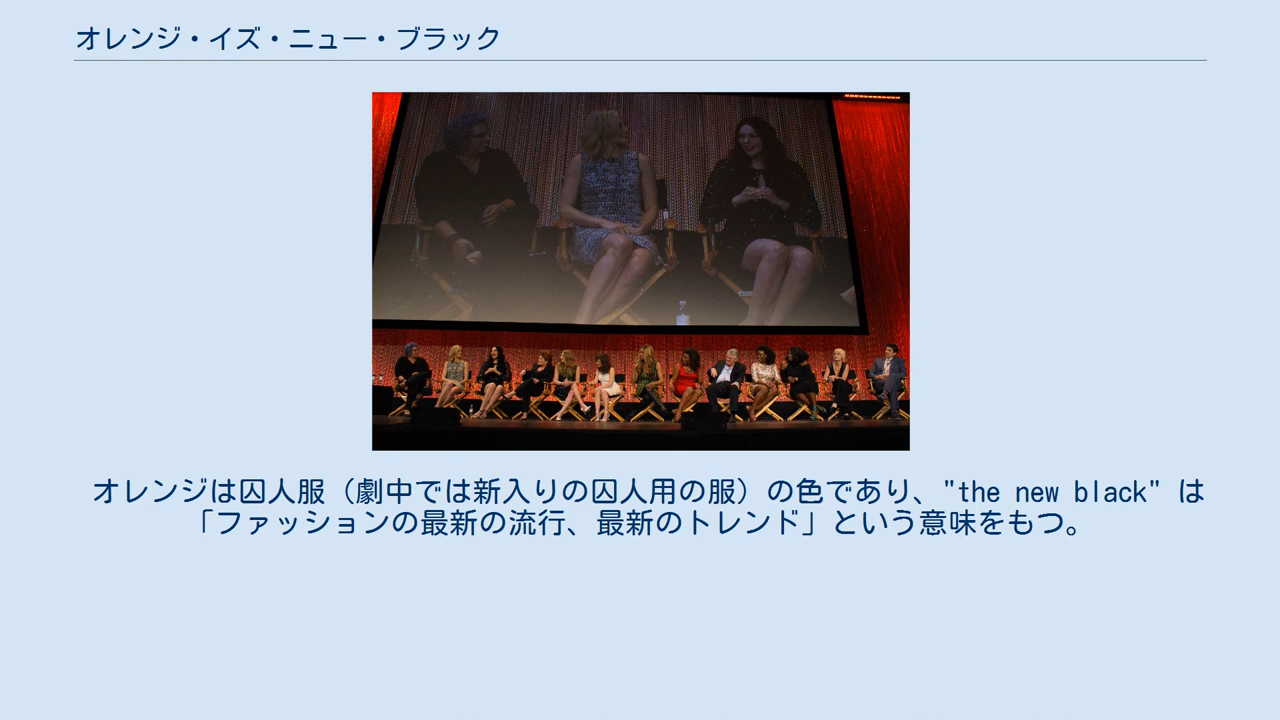 オレンジ・イズ・ニュー・ブラック
オレンジは囚人服（劇中では新入りの囚人用の服）の色であり、"the new black" は
「ファッションの最新の流行、最新のトレンド」という意味をもつ。